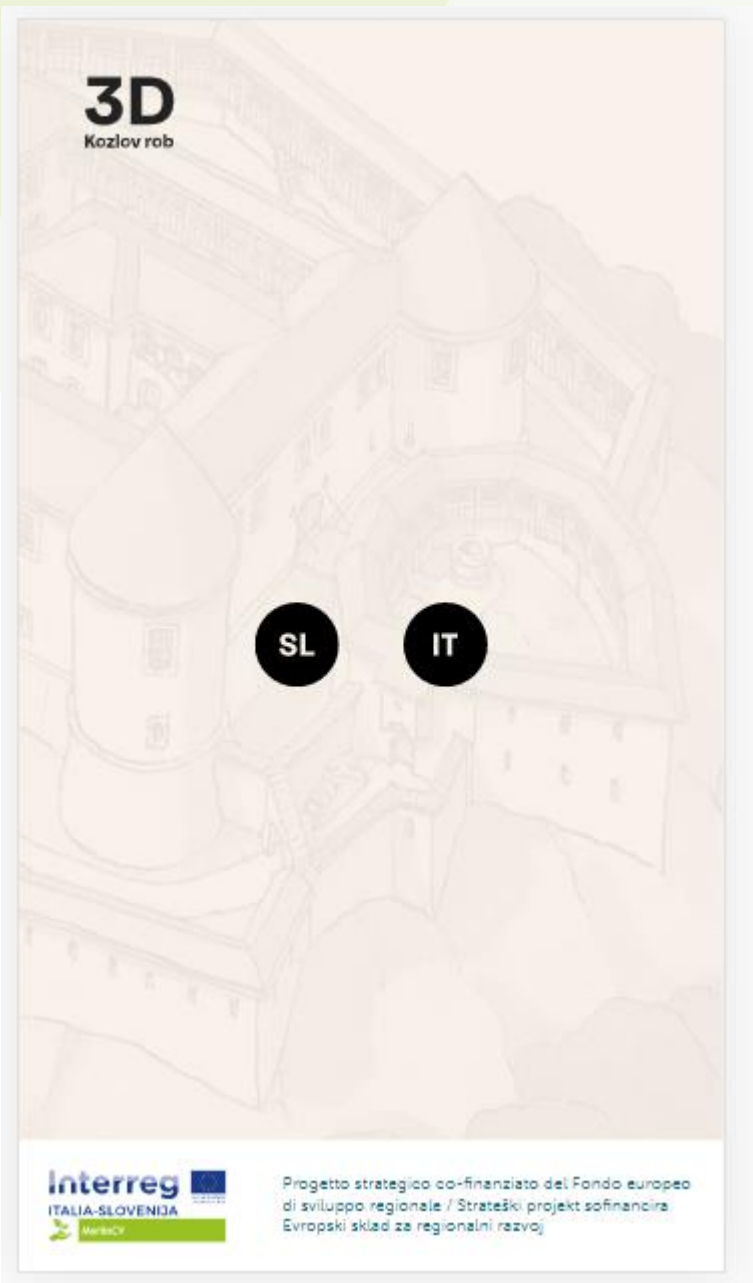 3D
Kozlov rob
SL
IT
Interreg
ITALIA-SLOVENIJA
Progetto strategico co-finanziato del Fondo europeo
di sviluppo regionale / Strateški projekt sofinancira
Evropski sklad za regionalni razvoj